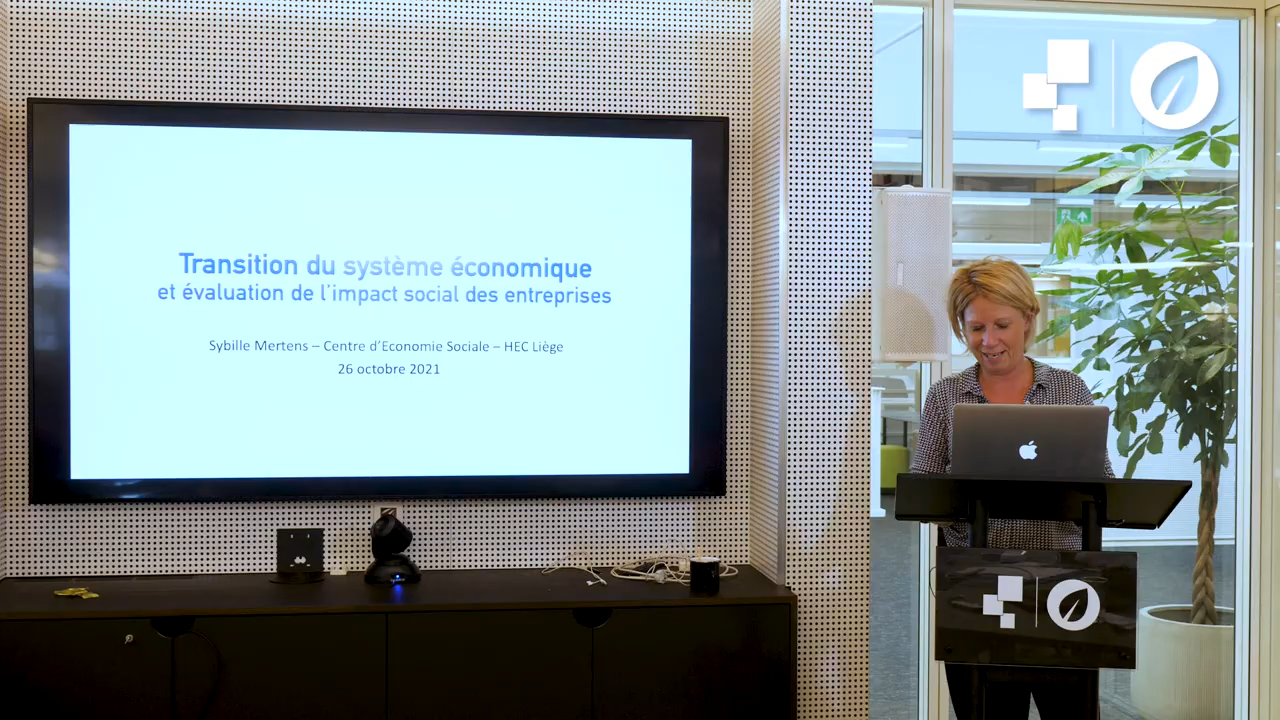 Transition du système économique
et évaluation de l'impact social des entreprises
Sybille Mertens – Centre d'Economie Sociale – HEC Liège
26 octobre 2021